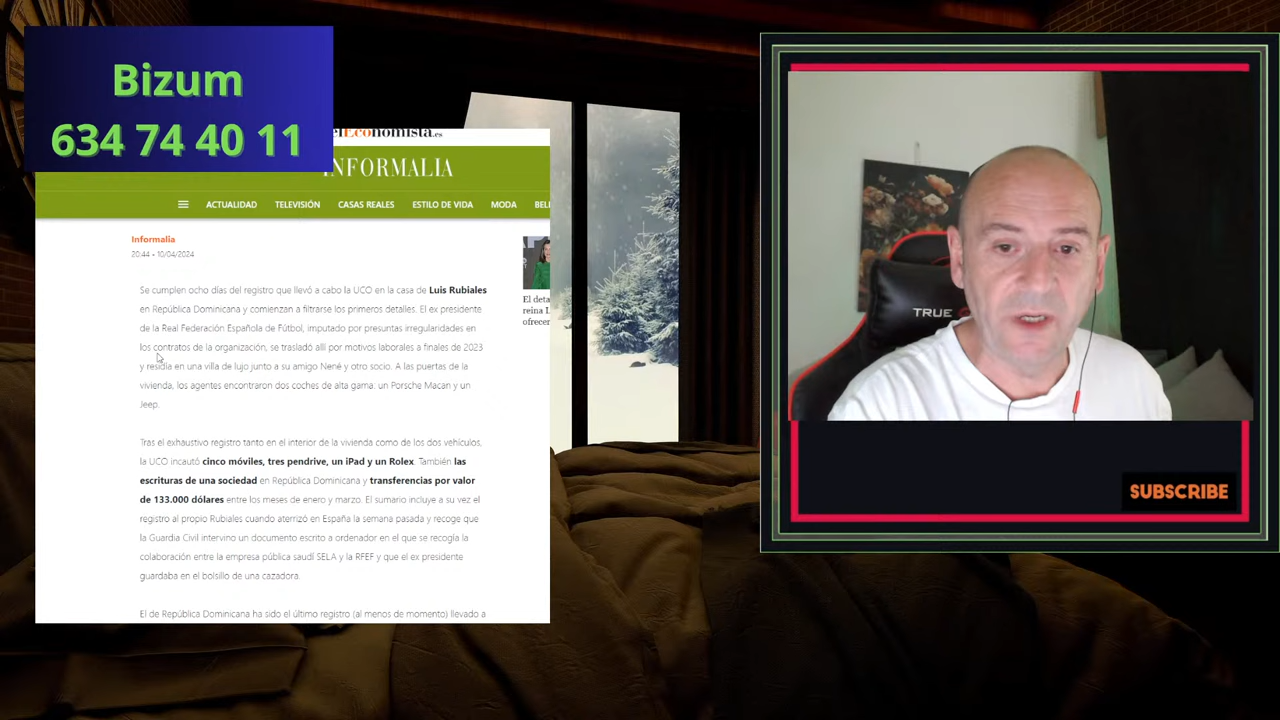 Bizum
634 74 40 11
elEconomista.es
INFORMALIA
ACTUALIDAD TELEVISIÓN CASAS REALES ESTILO DE VIDA MODA BEL
Informalia
20:44 - 10/04/2024
Se cumplen ocho días del registro que llevó a cabo la UCO en la casa de Luis Rubiales
en República Dominicana y comienzan a filtrarse los primeros detalles. El ex presidente
de la Real Federación Española de Fútbol, imputado por presuntas irregularidades en
los contratos de la organización, se trasladó allí por motivos laborales a finales de 2023
y residía en una villa de lujo junto a su amigo Nené y otro socio. A las puertas de la
vivienda, los agentes encontraron dos coches de alta gama: un Porsche Macan y un
Jeep.
Tras el exhaustivo registro tanto en el interior de la vivienda como de los dos vehículos,
la UCO incautó cinco móviles, tres pendrive, un iPad y un Rolex. También las
escrituras de una sociedad en República Dominicana y transferencias por valor
de 133.000 dólares entre los meses de enero y marzo. El sumario incluye a su vez el
registro al propio Rubiales cuando aterrizó en España la semana pasada y recoge que
la Guardia Civil intervino un documento escrito a ordenador en el que se recogía la
colaboración entre la empresa pública saudí SELA y la RFEF y que el ex presidente
guardaba en el bolsillo de una cazadora.
El de República Dominicana ha sido el último registro (al menos de momento) llevado a
El deta
reina L
ofrecer
TRUE
SUBSCRIBE